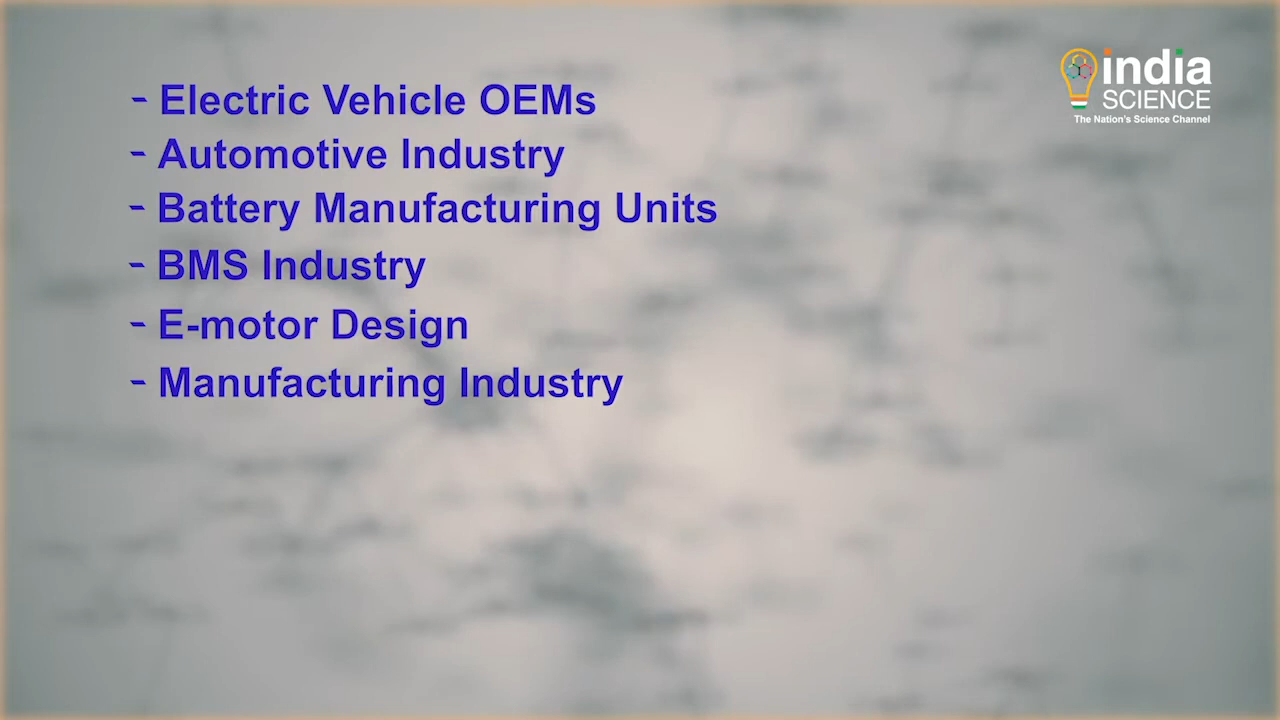 - Electric Vehicle OEMs
- Automotive Industry
- Battery Manufacturing Units
- BMS Industry
- E-motor Design
- Manufacturing Industry
india
SCIENCE
The Nation's Science Channel